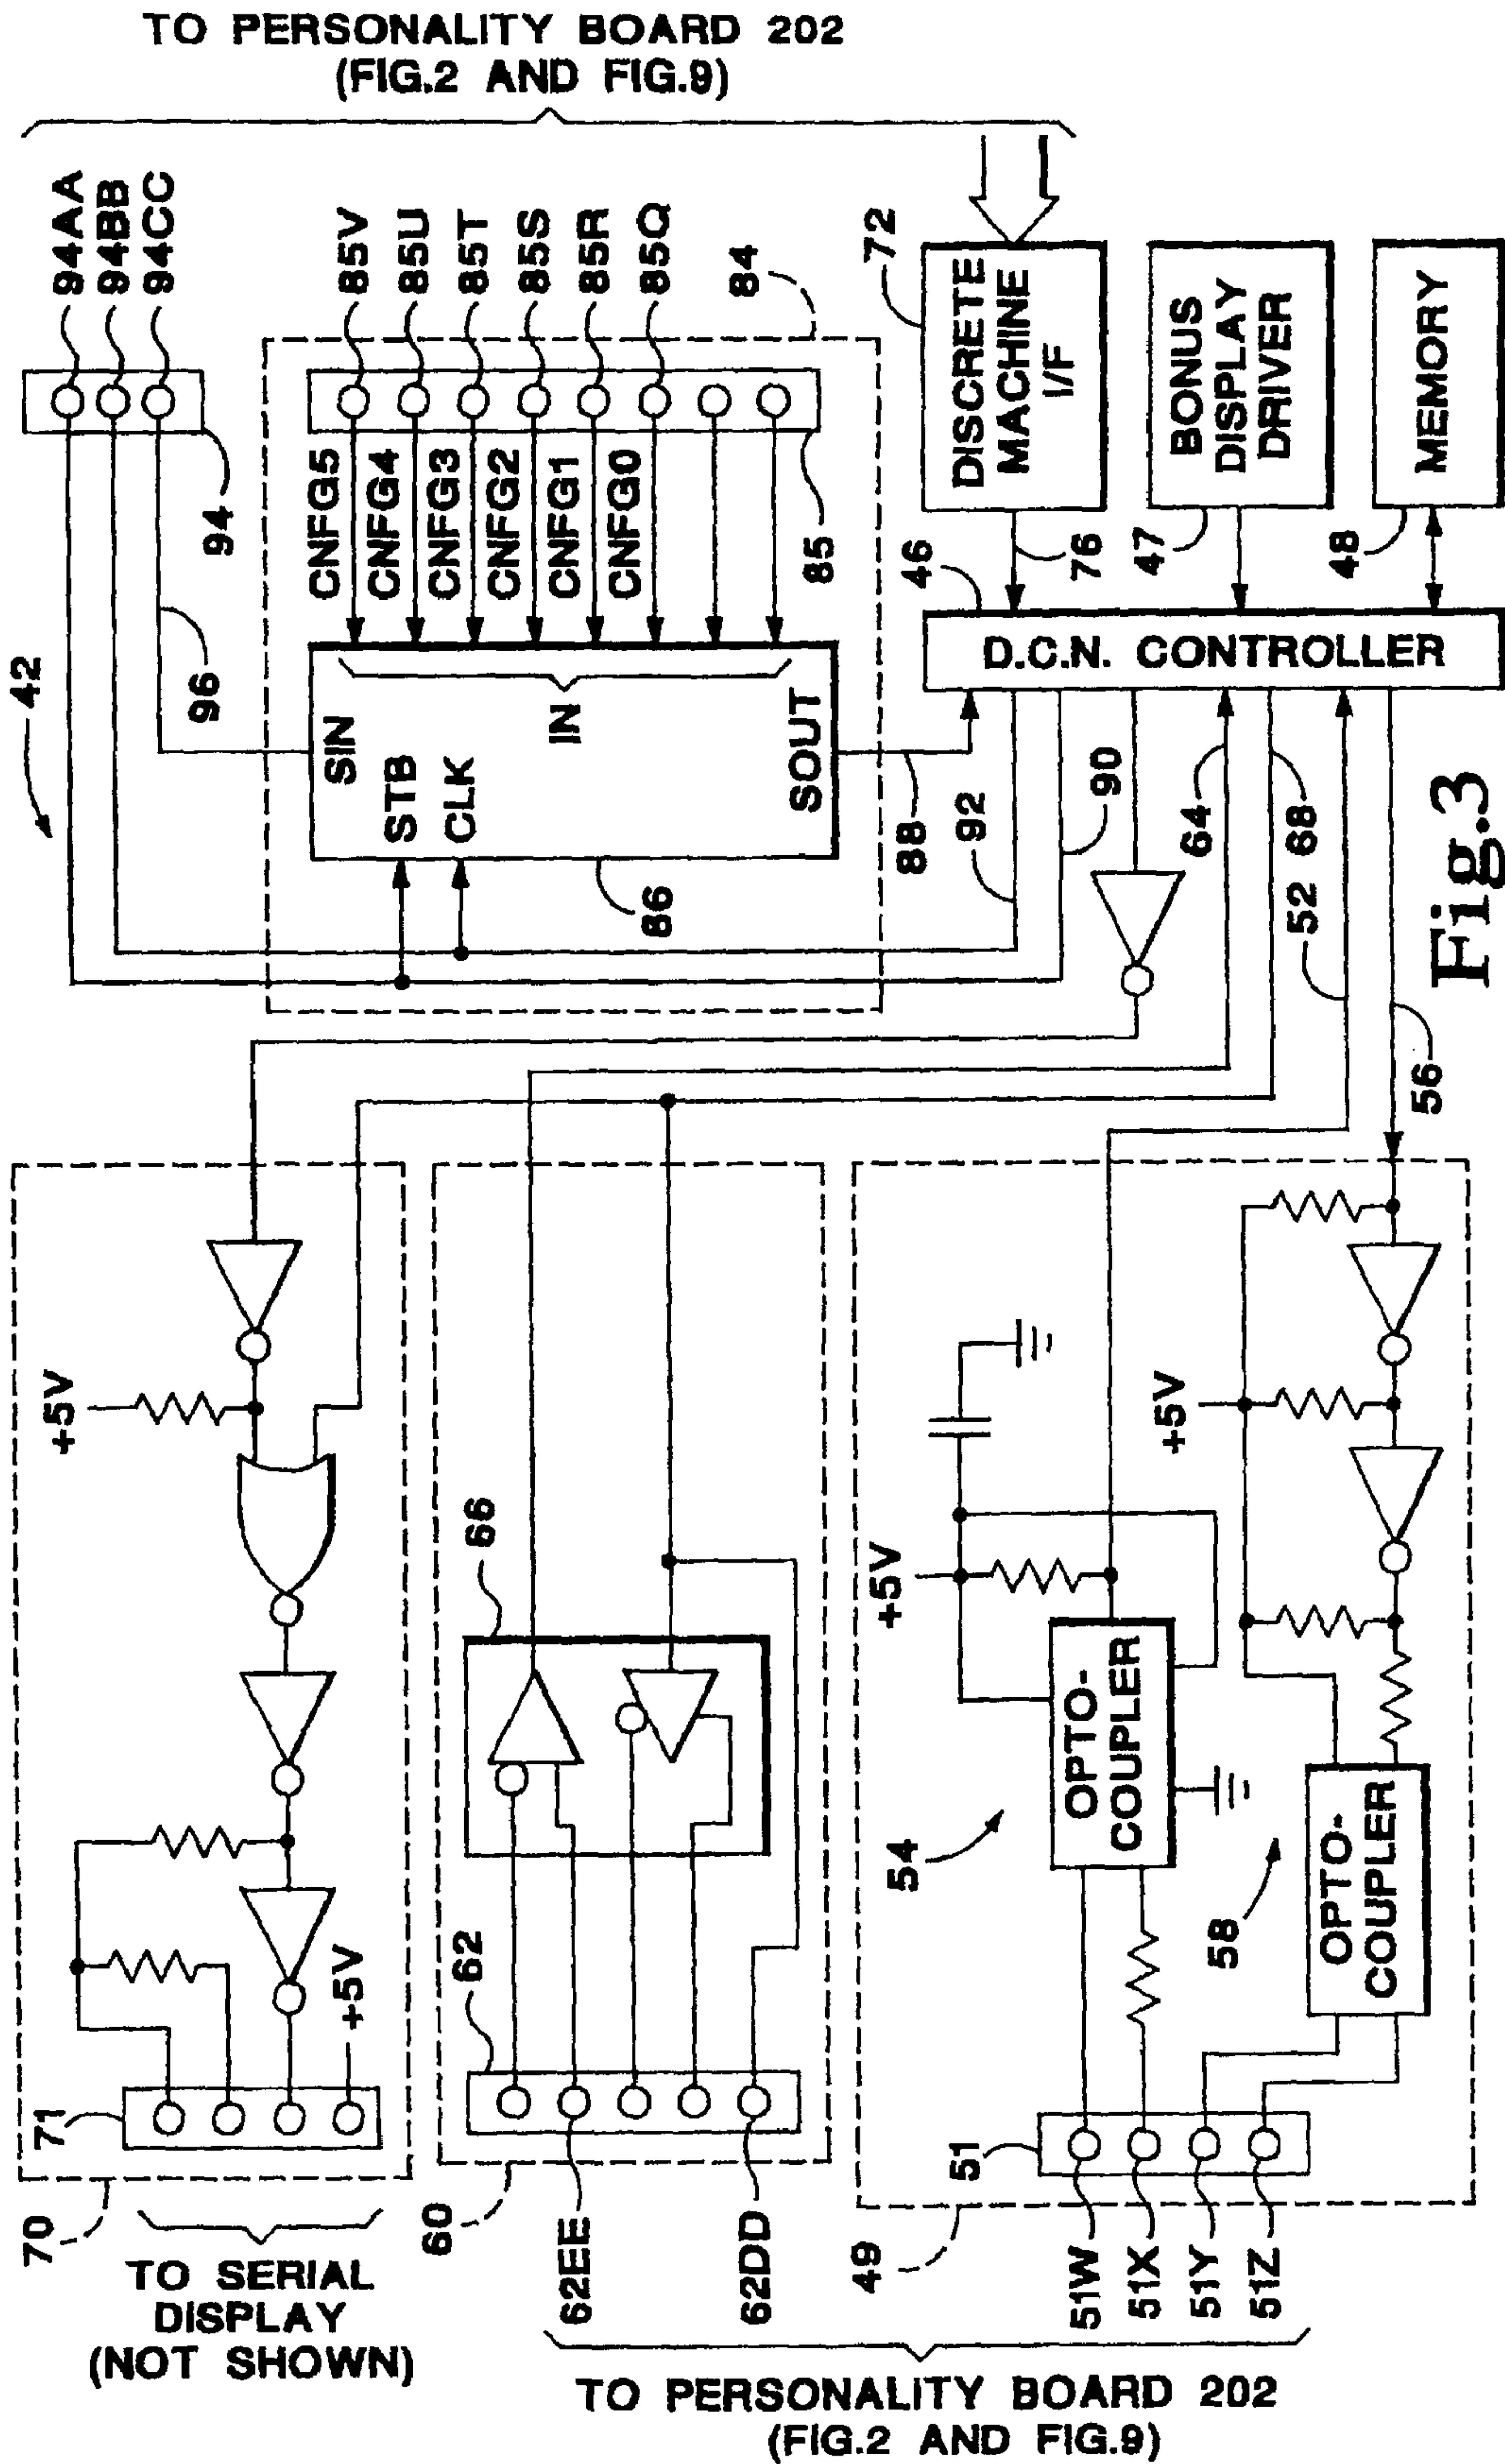 TO PERSONALITY BOARD 202
(FIG.2 AND FIG.9)
94AA
94BB
94CC
85V
85U
85T
85S
85R
85Q
84
72
94
CNFG5
CNFG4
CNFG3
CNFG2
CNFG1
CNFG0
85
DISCRETE
MACHINE
I/F
BONUS
DISPLAY
DRIVER
MEMORY
42
96
46
76
47
48
SIN
STB
CLK
IN
SOUT
D.C.N. CONTROLLER
86
88
92
90
64
68
52
56
Fig.3
+5V
+5V
+5V
66
OPTO-
COUPLER
54
OPTO-
COUPLER
58
62
+5V
71
51
70
60
49
62EE
62DD
51W
51X
51Y
51Z
TO SERIAL
DISPLAY
(NOT SHOWN)
TO PERSONALITY BOARD 202
(FIG.2 AND FIG.9)